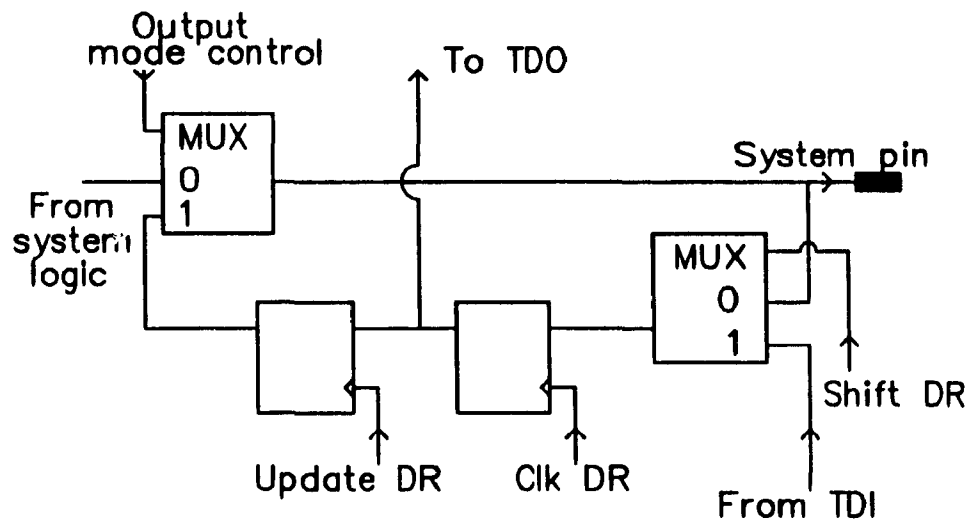 Output
mode control
To TDO
MUX
0
1
System pin
From
system
logic
MUX
0
1
Shift DR
Update DR
Clk DR
From TDI